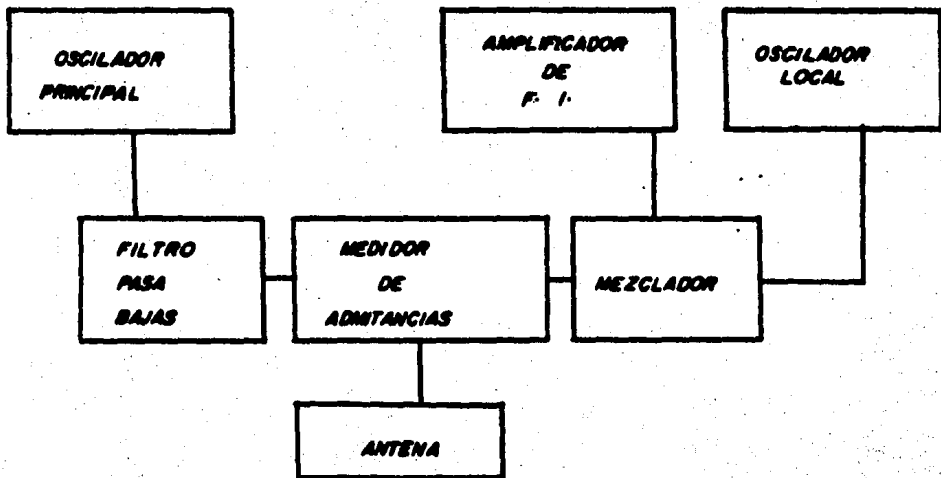 OSCILADOR
PRINCIPAL
AMPLIFICADOR
DE
F. I.
OSCILADOR
LOCAL
FILTRO
PASA
BAJAS
MEDIDOR
DE
ADMITANCIAS
MEZCLADOR
ANTENA